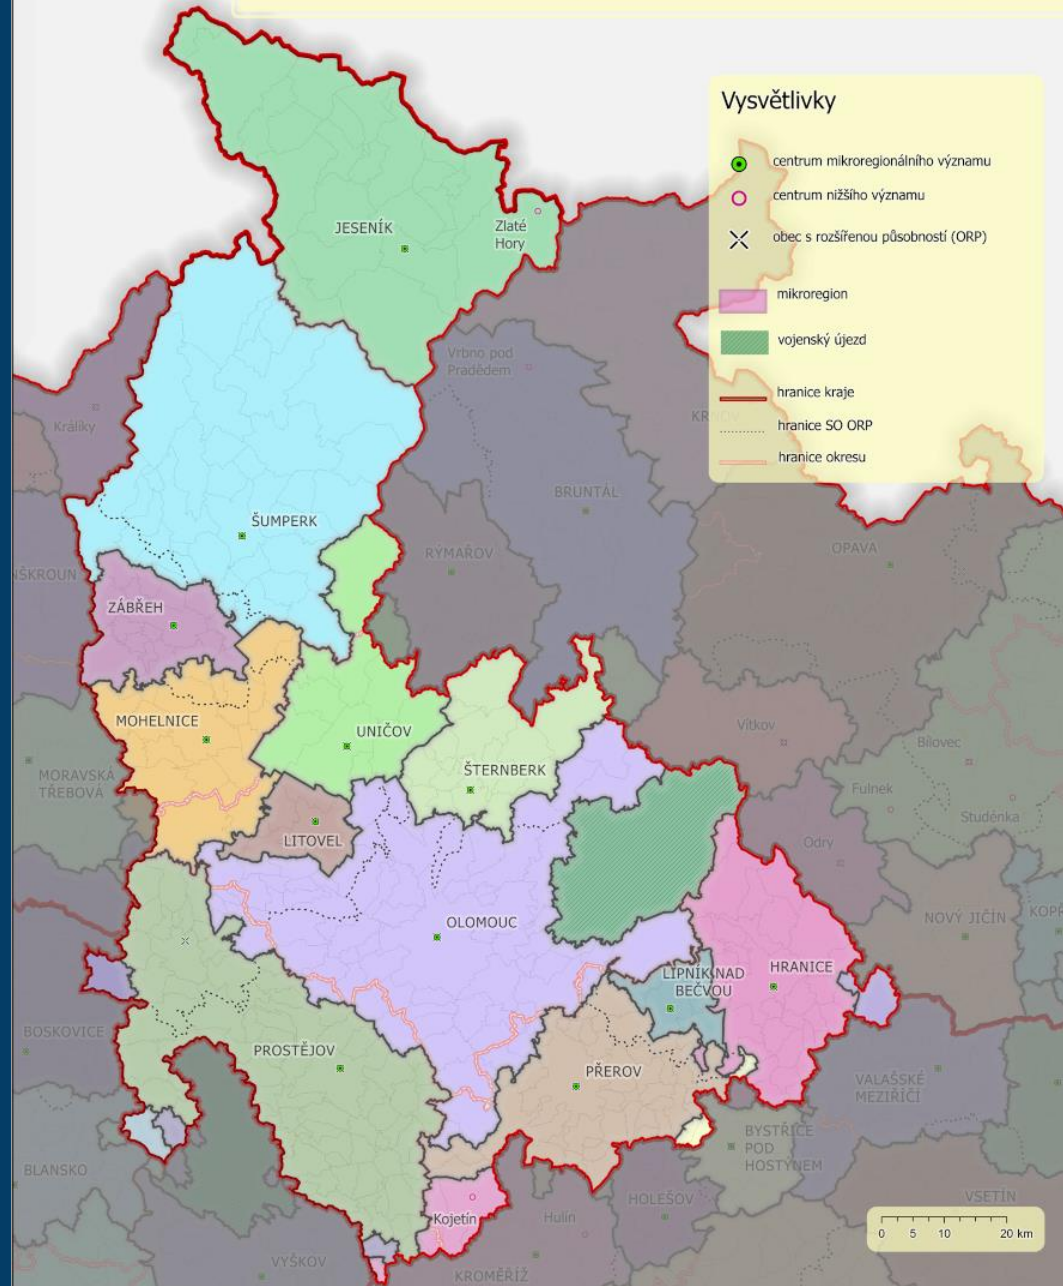 Vysvětlivky
centrum mikroregionálního významu
centrum nižšího významu
obec s rozšířenou působností (ORP)
mikroregion
vojenský újezd
hranice kraje
hranice SO ORP
hranice okresu
JESENÍK
Zlaté
Hory
Vrbno pod
Pradědem
Králíky
BRUNTÁL
ŠUMPERK
RÝMAŘOV
OPAVA
NŠKROUN
ZÁBŘEH
MOHELNICE
UNIČOV
Vítkov
Bílovec
ŠTERNBERK
MORAVSKÁ
TŘEBOVÁ
Fulnek
Studénka
LITOVEL
Odry
OLOMOUC
NOVÝ JIČÍN
KOPŘ
LIPNÍK NAD
BEČVOU
HRANICE
BOSKOVICE
PROSTĚJOV
PŘEROV
VALAŠSKÉ
MEZIŘÍČÍ
BYSTŘICE
POD
HOSTÝNEM
BLANSKO
HOLEŠOV
VSETÍN
Kojetín
Hulín
VYŠKOV
KROMĚŘÍŽ
0 5 10 20 km